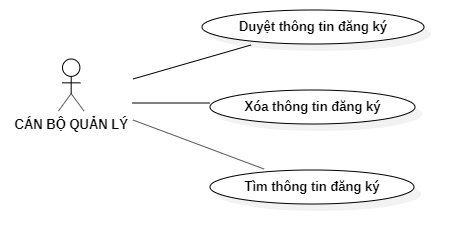 Duyệt thông tin đăng ký
CÁN BỘ QUẢN LÝ
Xóa thông tin đăng ký
Tìm thông tin đăng ký